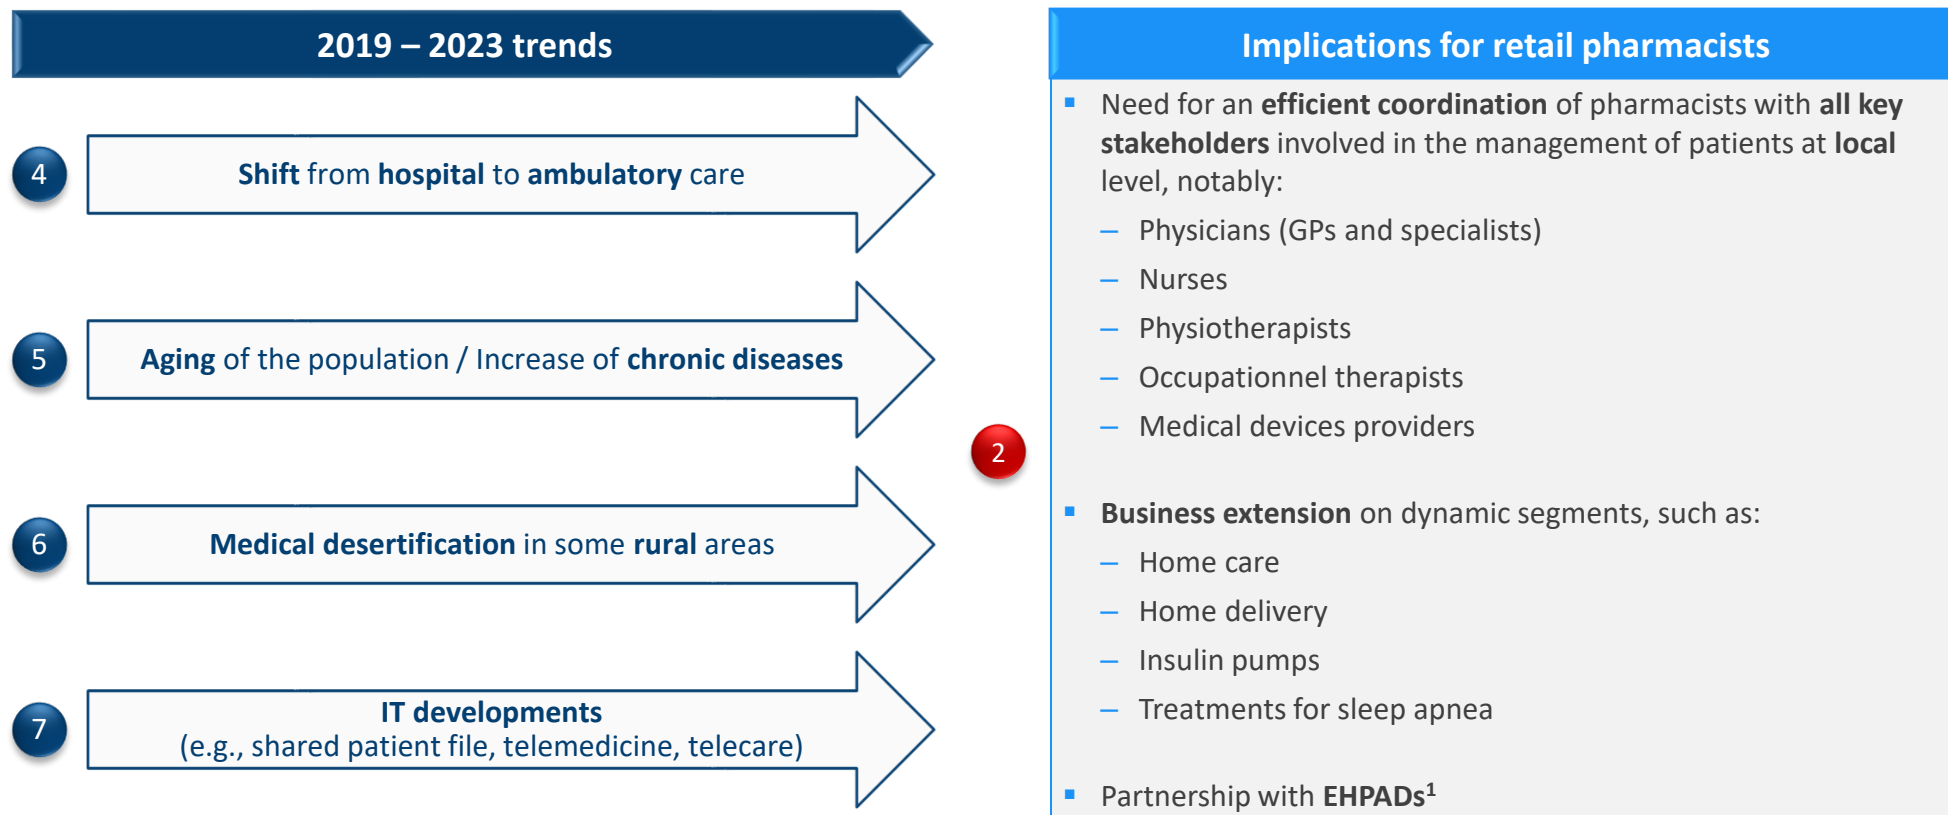 2019 – 2023 trends
4
Shift from hospital to ambulatory care
5
Aging of the population / Increase of chronic diseases
6
Medical desertification in some rural areas
7
IT developments
(e.g., shared patient file, telemedicine, telecare)
2
Implications for retail pharmacists
▪ Need for an efficient coordination of pharmacists with all key
stakeholders involved in the management of patients at local
level, notably:
– Physicians (GPs and specialists)
– Nurses
– Physiotherapists
– Occupationnel therapists
– Medical devices providers
▪ Business extension on dynamic segments, such as:
– Home care
– Home delivery
– Insulin pumps
– Treatments for sleep apnea
▪ Partnership with EHPADs¹